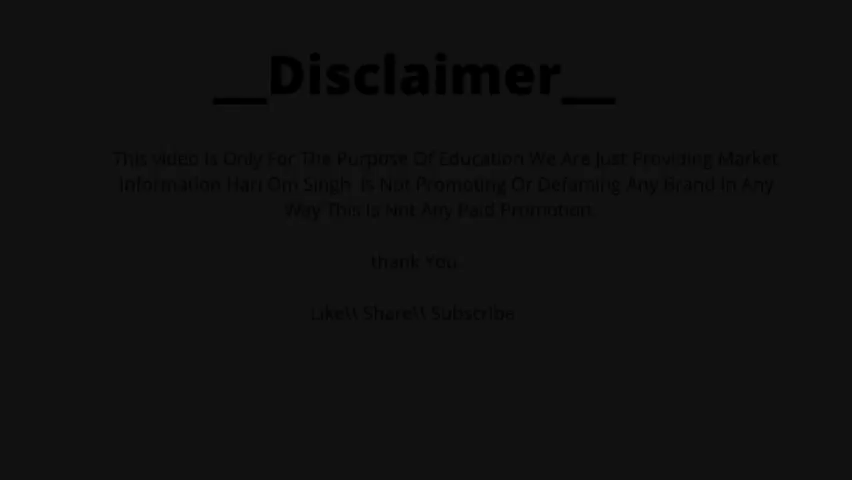 __Disclaimer__
This video Is Only For The Purpose Of Education We Are Just Providing Market
Information Hari Om Singh Is Not Promoting Or Defaming Any Brand In Any
Way This Is Not Any Paid Promotion
thank You
Like\\ Share\\ Subscribe